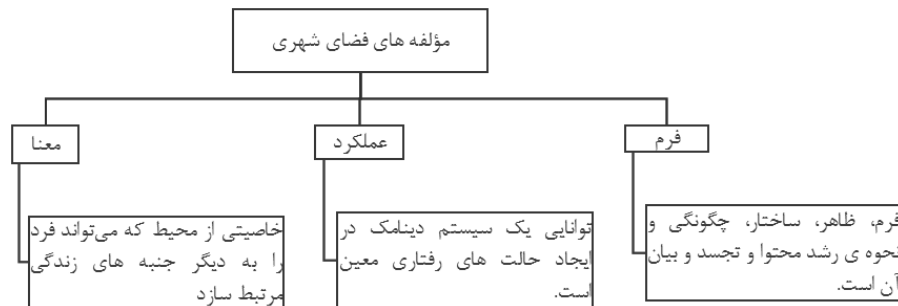 مؤلفه های فضای شهری
فرم
عملکرد
معنا
فرم، ظاهر، ساختار، چگونگی و
نحوه ی رشد محتوا و تجسد و بیان
آن است.
توانایی یک سیستم دینامک در
ایجاد حالت های رفتاری معین
است.
خاصیتی از محیط که می‌تواند فرد
را به دیگر جنبه های زندگی
مرتبط سازد